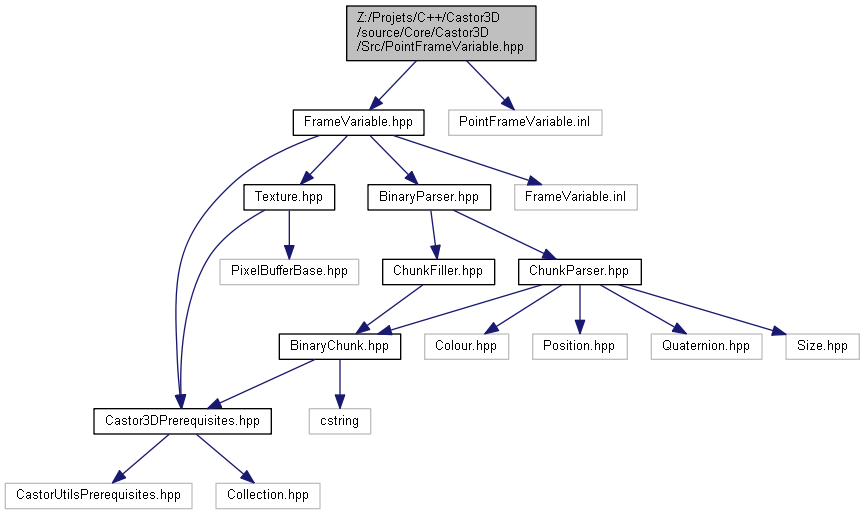 Z:/Projets/C++/Castor3D
/source/Core/Castor3D
/Src/PointFrameVariable.hpp
FrameVariable.hpp
PointFrameVariable.inl
Texture.hpp
BinaryParser.hpp
FrameVariable.inl
PixelBufferBase.hpp
ChunkFiller.hpp
ChunkParser.hpp
BinaryChunk.hpp
Colour.hpp
Position.hpp
Quaternion.hpp
Size.hpp
Castor3DPrerequisites.hpp
cstring
CastorUtilsPrerequisites.hpp
Collection.hpp